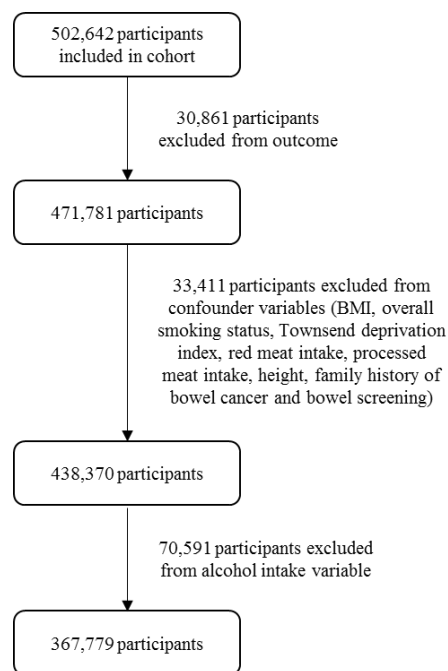 502,642 participants
included in cohort
30,861 participants
excluded from outcome
471,781 participants
33,411 participants excluded from
confounder variables (BMI, overall
smoking status, Townsend deprivation
index, red meat intake, processed
meat intake, height, family history of
bowel cancer and bowel screening)
438,370 participants
70,591 participants excluded
from alcohol intake variable
367,779 participants